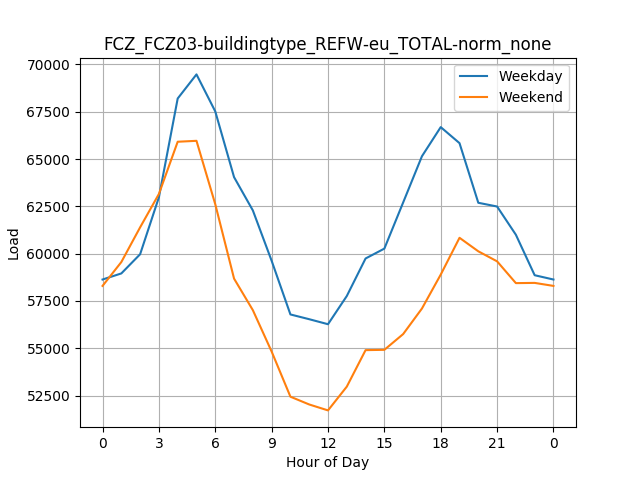 FCZ_FCZ03-buildingtype_REFW-eu_TOTAL-norm_none
70000
67500
65000
62500
60000
57500
55000
52500
Load
Weekday
Weekend
0 3 6 9 12 15 18 21 0
Hour of Day